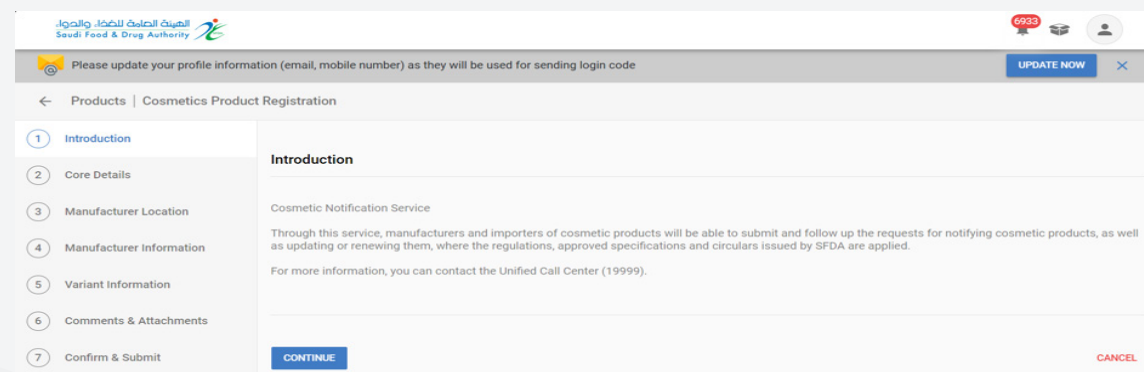 الهيئة العامة للغذاء والدواء
Saudi Food & Drug Authority
6933
Please update your profile information (email, mobile number) as they will be used for sending login code
UPDATE NOW
Products | Cosmetics Product Registration
1 Introduction
2 Core Details
3 Manufacturer Location
4 Manufacturer Information
5 Variant Information
6 Comments & Attachments
7 Confirm & Submit
Introduction
Cosmetic Notification Service
Through this service, manufacturers and importers of cosmetic products will be able to submit and follow up the requests for notifying cosmetic products, as well
as updating or renewing them, where the regulations, approved specifications and circulars issued by SFDA are applied.
For more information, you can contact the Unified Call Center (19999).
CONTINUE
CANCEL